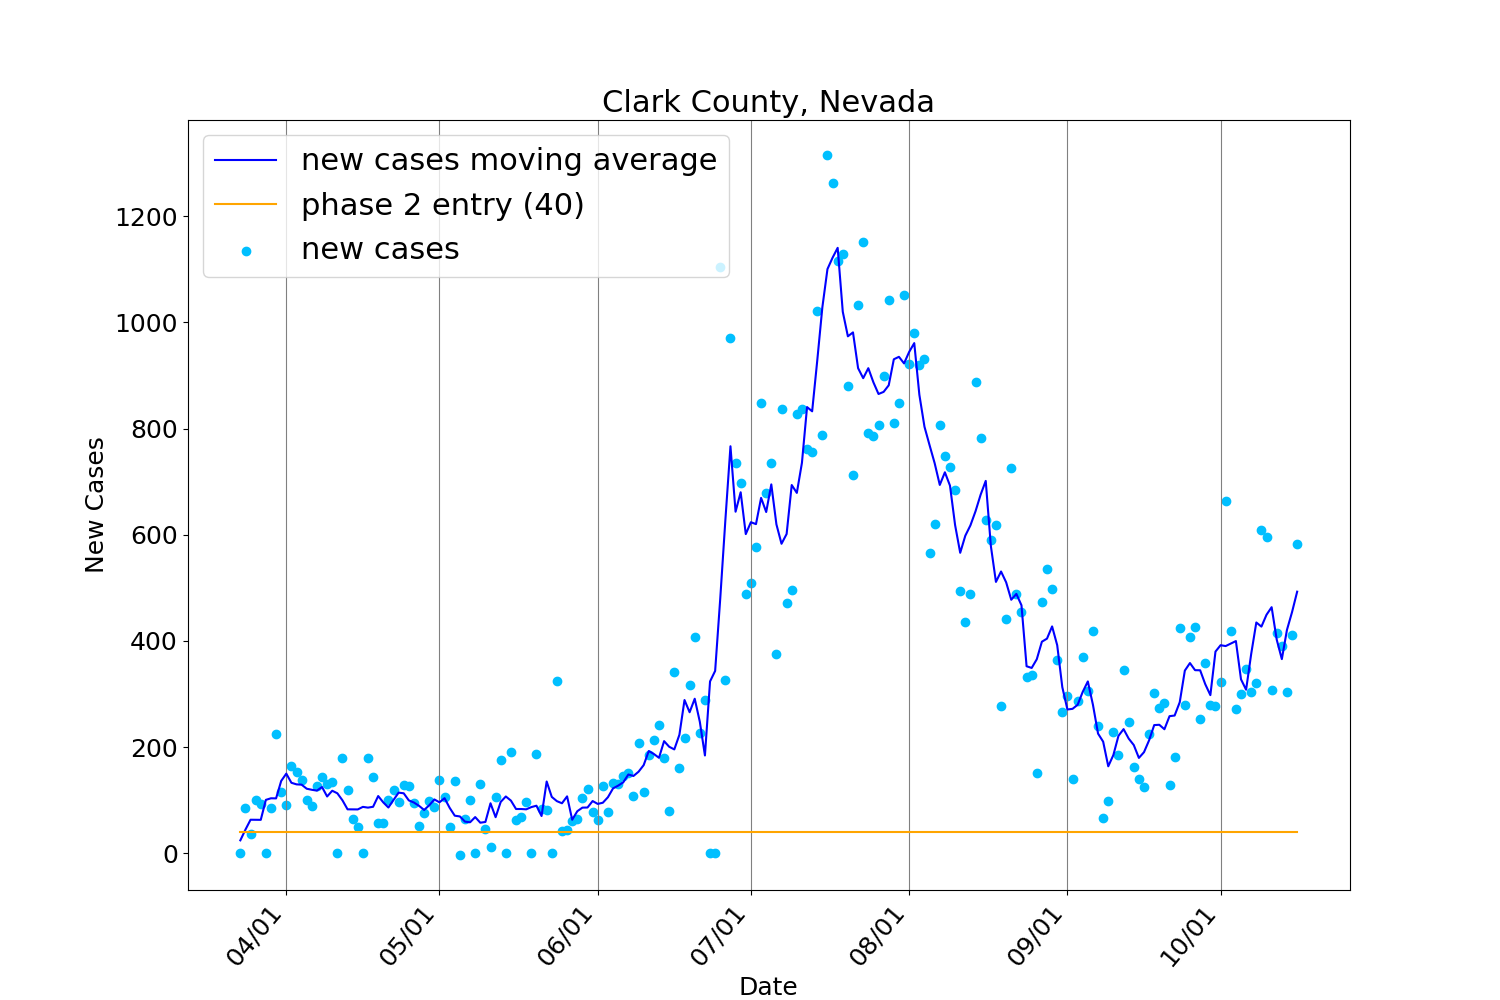 Clark County, Nevada
new cases moving average
phase 2 entry (40)
new cases
New Cases
1200
1000
800
600
400
200
0
04/01
05/01
06/01
07/01
08/01
09/01
10/01
Date